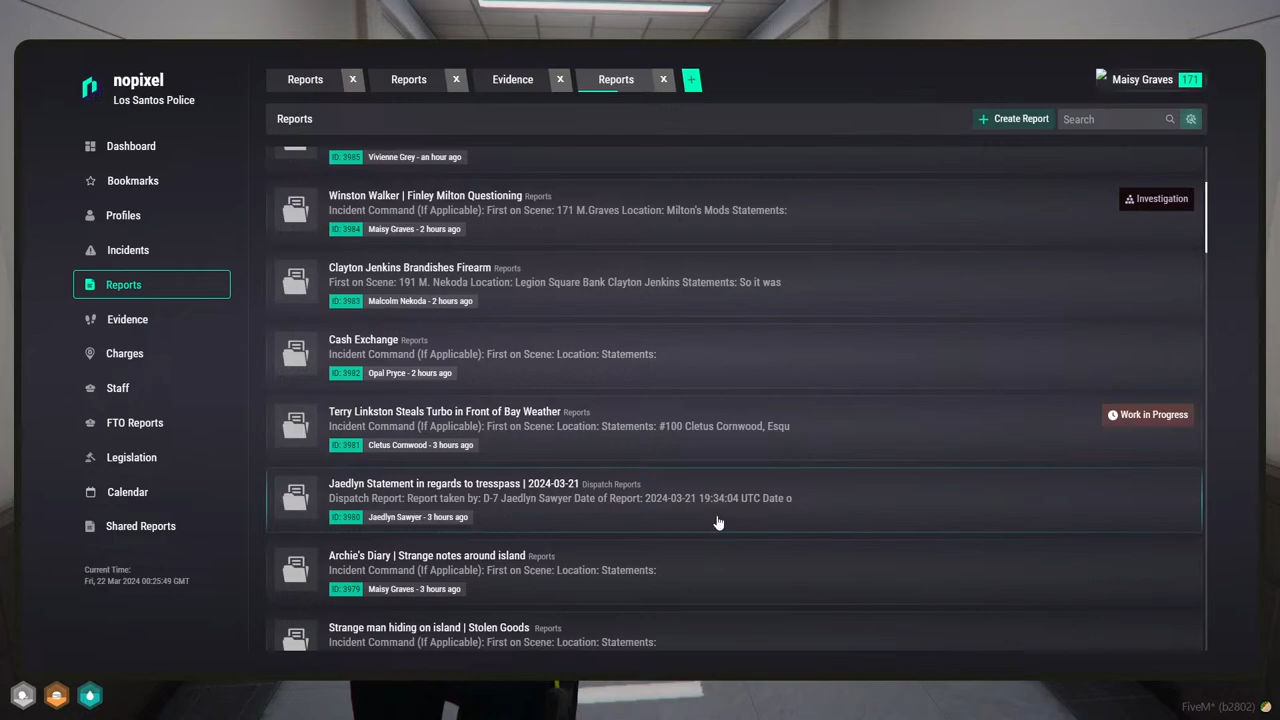 nopixel
Los Santos Police
Reports x Reports x Evidence x Reports x +
Maisy Graves 171
Reports
+ Create Report
Search
Dashboard
Bookmarks
Profiles
Incidents
Reports
Evidence
Charges
Staff
FTO Reports
Legislation
Calendar
Shared Reports
Current Time:
Fri, 22 Mar 2024 00:25:49 GMT
ID: 3985 Vivienne Grey - an hour ago
Winston Walker | Finley Milton Questioning Reports
Incident Command (If Applicable): First on Scene: 171 M.Graves Location: Milton's Mods Statements:
ID: 3984 Maisy Graves - 2 hours ago
Investigation
Clayton Jenkins Brandishes Firearm Reports
First on Scene: 191 M. Nekoda Location: Legion Square Bank Clayton Jenkins Statements: So it was
ID: 3983 Malcolm Nekoda - 2 hours ago
Cash Exchange Reports
Incident Command (If Applicable): First on Scene: Location: Statements:
ID: 3982 Opal Pryce - 2 hours ago
Terry Linkston Steals Turbo in Front of Bay Weather Reports
Incident Command (If Applicable): First on Scene: Location: Statements: #100 Cletus Cornwood, Esqu
ID: 3981 Cletus Cornwood - 3 hours ago
Work in Progress
Jaedlyn Statement in regards to tresspass | 2024-03-21 Dispatch Reports
Dispatch Report: Report taken by: D-7 Jaedlyn Sawyer Date of Report: 2024-03-21 19:34:04 UTC Date o
ID: 3980 Jaedlyn Sawyer - 3 hours ago
Archie's Diary | Strange notes around island Reports
Incident Command (If Applicable): First on Scene: Location: Statements:
ID: 3979 Maisy Graves - 3 hours ago
Strange man hiding on island | Stolen Goods Reports
Incident Command (If Applicable): First on Scene: Location: Statements:
FiveM* (b2802)